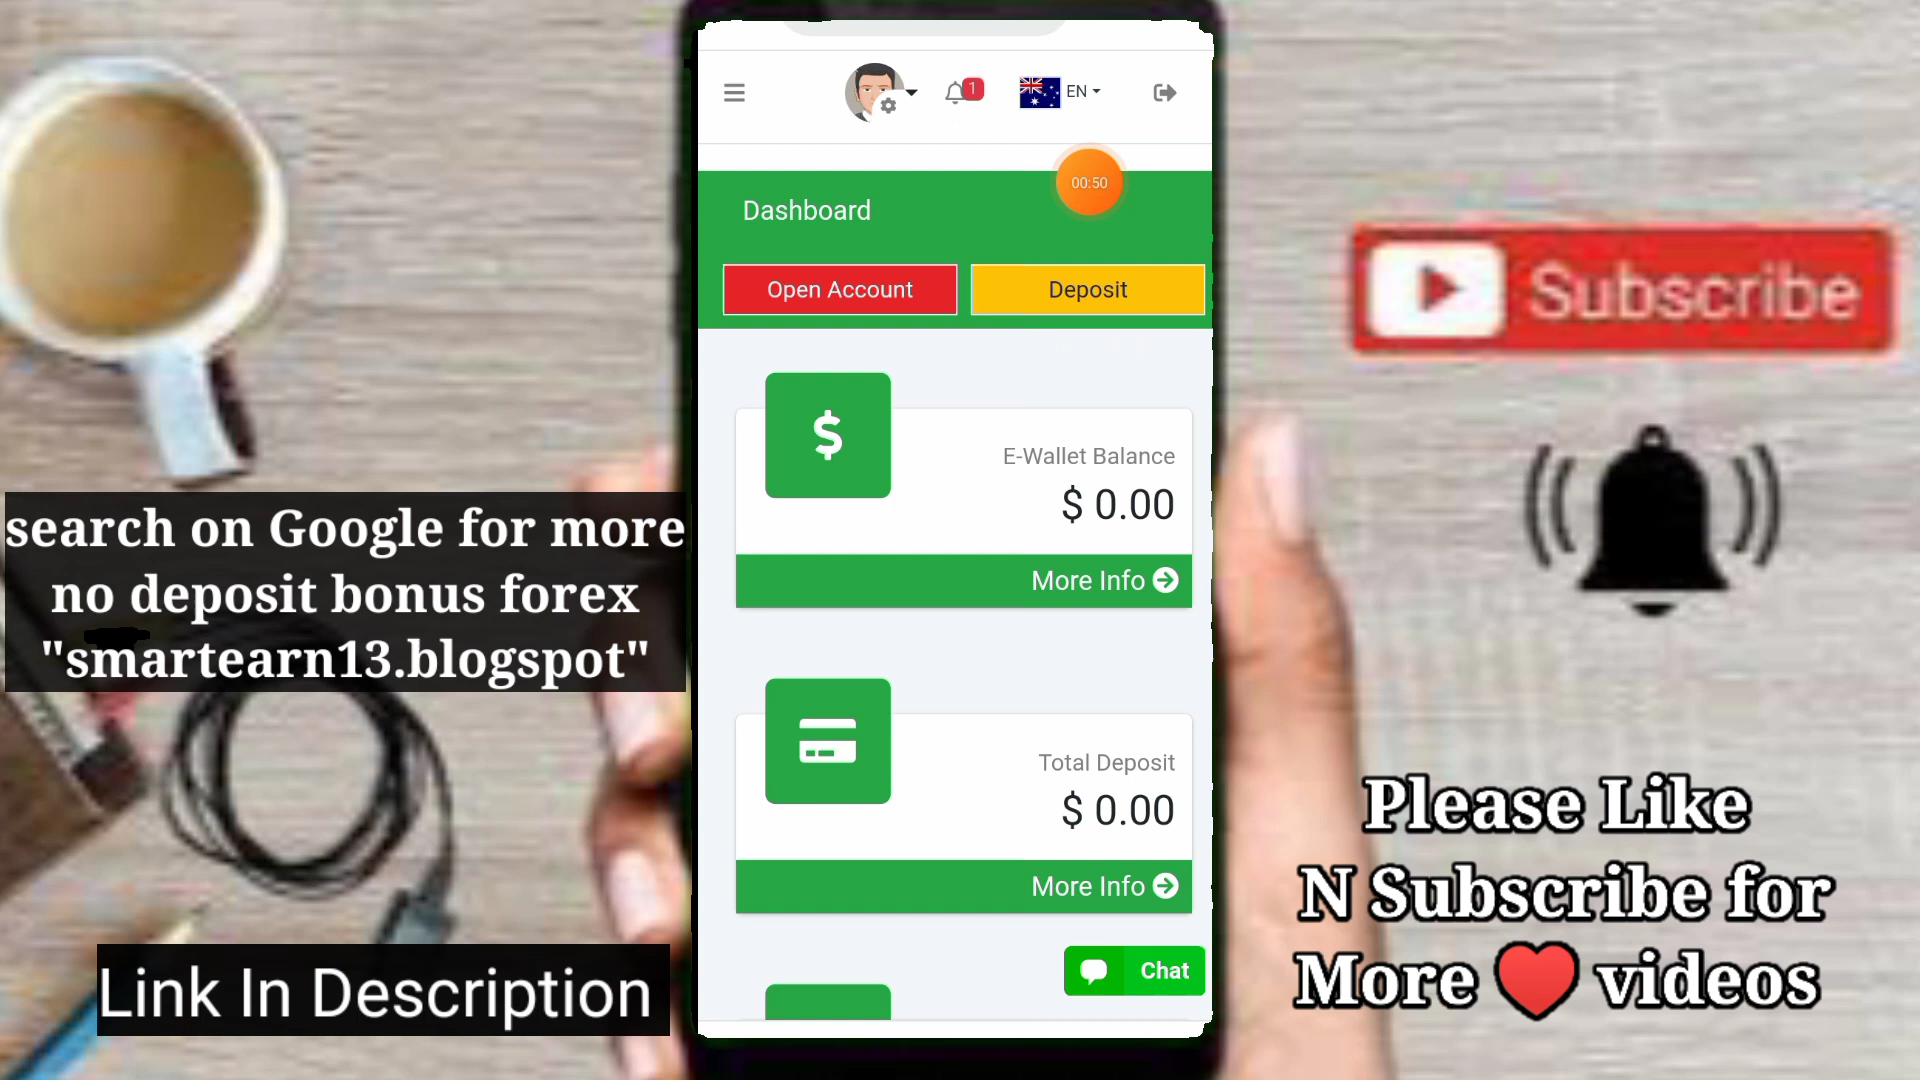 1
EN
00:50
Dashboard
Open Account
Deposit
E-Wallet Balance
$ 0.00
More Info
Total Deposit
$ 0.00
More Info
Chat
search on Google for more
no deposit bonus forex
"smartearn13.blogspot"
Link In Description
Subscribe
Please Like
N Subscribe for
More ❤️ videos